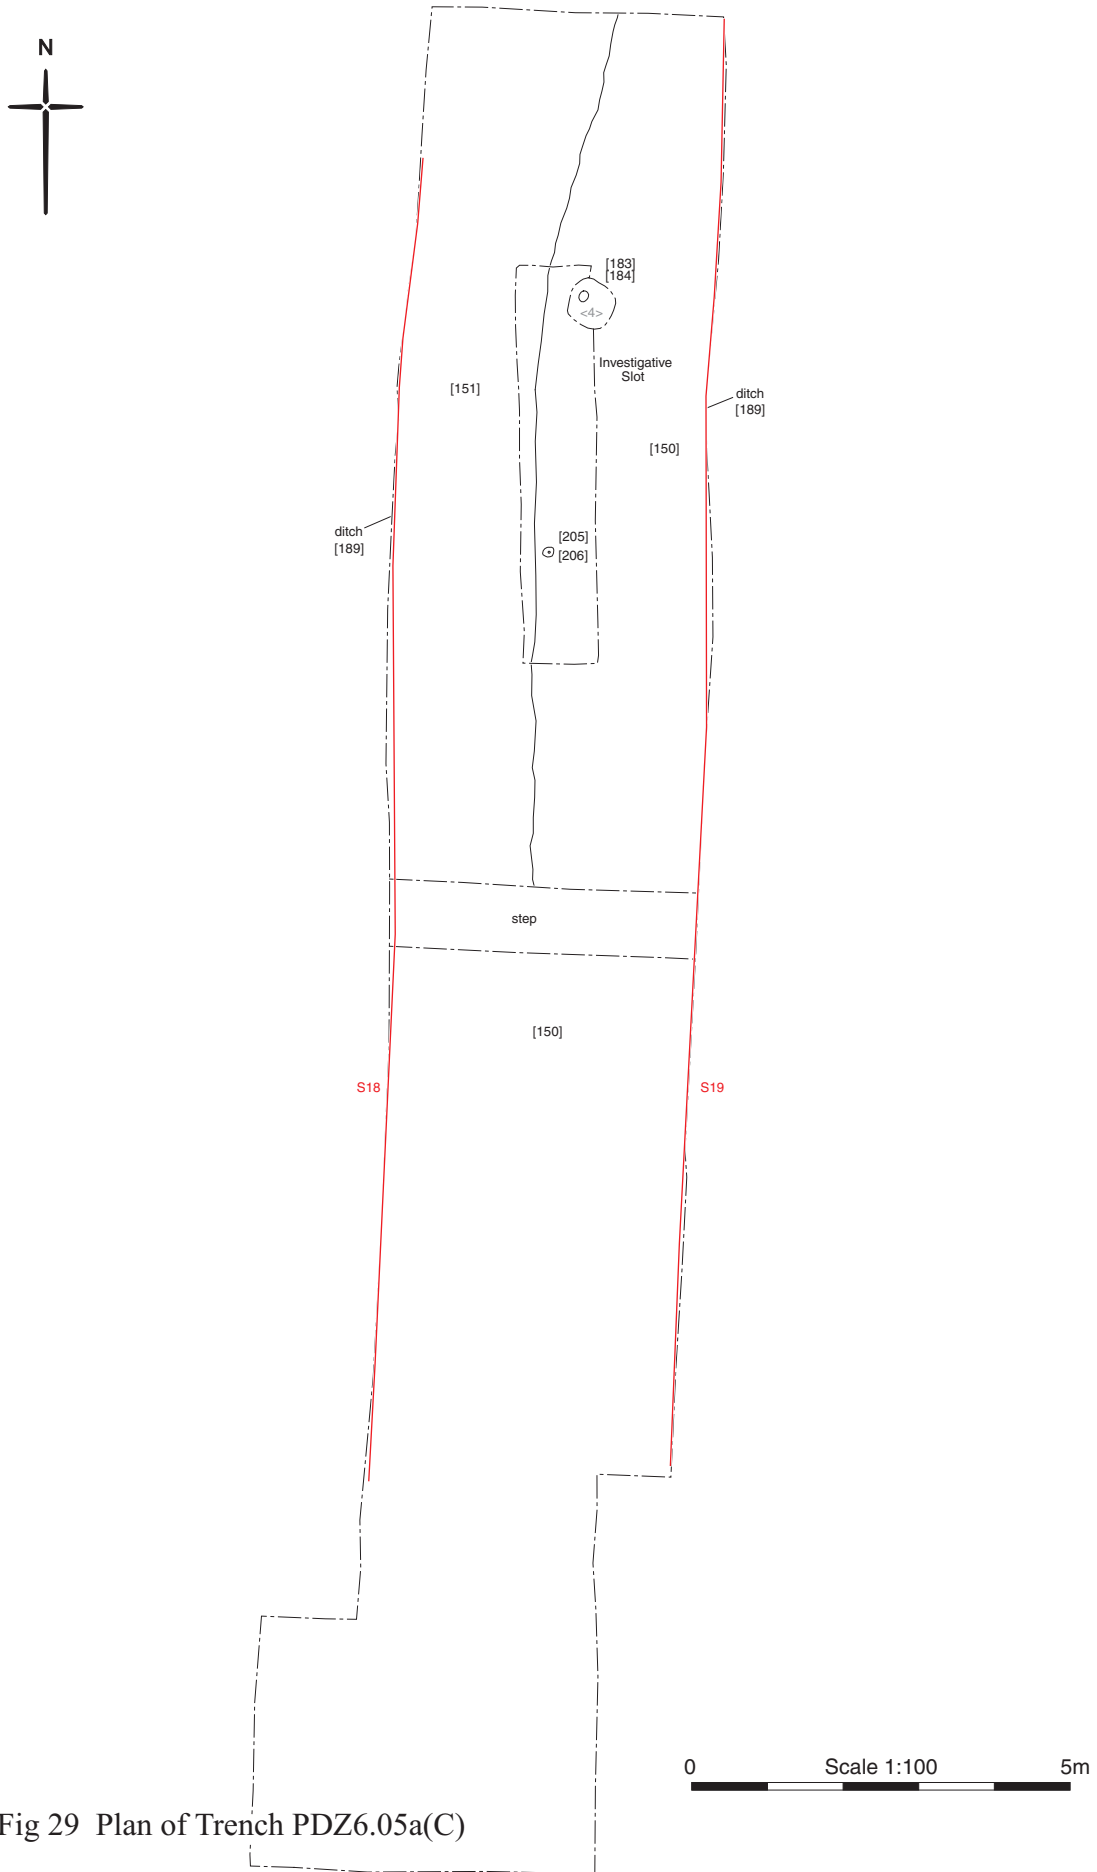 N
[183]
[184]
<4>
Investigative
Slot
[151]
ditch
[189]
[150]
ditch
[189]
[205]
[206]
step
[150]
S18
S19
0 Scale 1:100 5m
Fig 29 Plan of Trench PDZ6.05a(C)